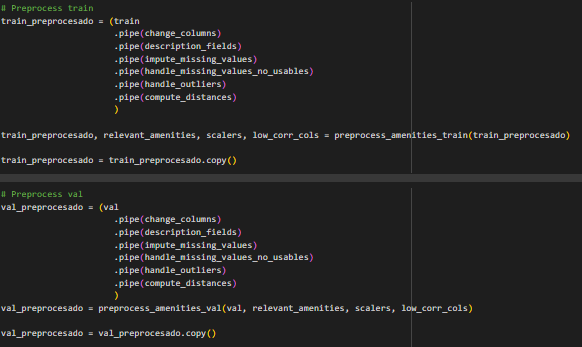 # Preprocess train
train_preprocesado = (train
.pipe(change_columns)
.pipe(description_fields)
.pipe(impute_missing_values)
.pipe(handle_missing_values_no_usables)
.pipe(handle_outliers)
.pipe(compute_distances)
)
train_preprocesado, relevant_amenities, scalers, low_corr_cols = preprocess_amenities_train(train_preprocesado)
train_preprocesado = train_preprocesado.copy()
# Preprocess val
val_preprocesado = (val
.pipe(change_columns)
.pipe(description_fields)
.pipe(impute_missing_values)
.pipe(handle_missing_values_no_usables)
.pipe(handle_outliers)
.pipe(compute_distances)
)
val_preprocesado = preprocess_amenities_val(val, relevant_amenities, scalers, low_corr_cols)
val_preprocesado = val_preprocesado.copy()